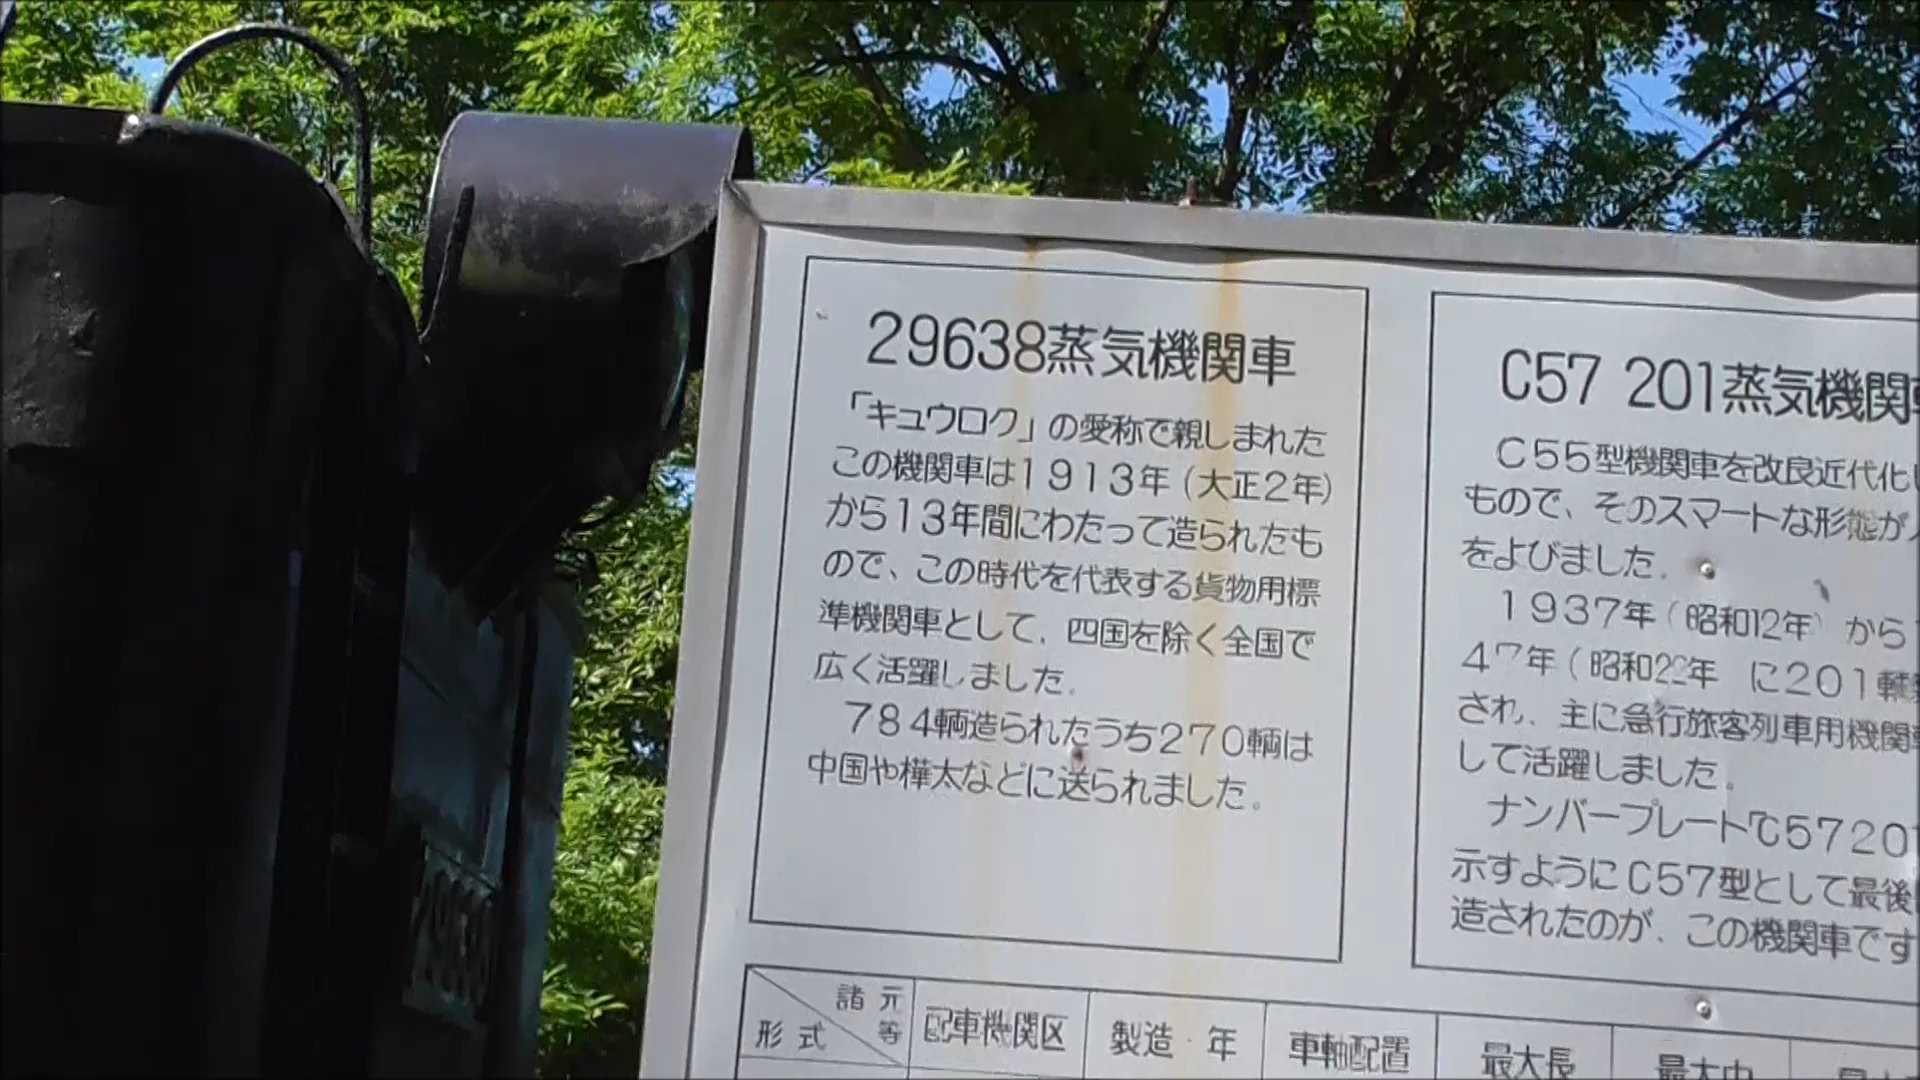 29638蒸気機関車
「キュウロク」の愛称で親しまれた
この機関車は1913年(大正2年)
から13年間にわたって造られたも
ので、この時代を代表する貨物用標
準機関車として、四国を除く全国で
広く活躍しました。
784輌造られたうち270輌は
中国や樺太などに送られました。
C57 201蒸気機関
C55型機関車を改良近代化し
もので、そのスマートな形態が
をよびました。
1937年(昭和12年)から
47年(昭和22年 に201輌
され、主に急行旅客列車用機関
して活躍しました。
ナンバープレートC57201
示すようにC57型として最後
造されたのが、この機関車です
諸元等
形式
配車機関区
製造 年
車軸配置
最大長
最大巾